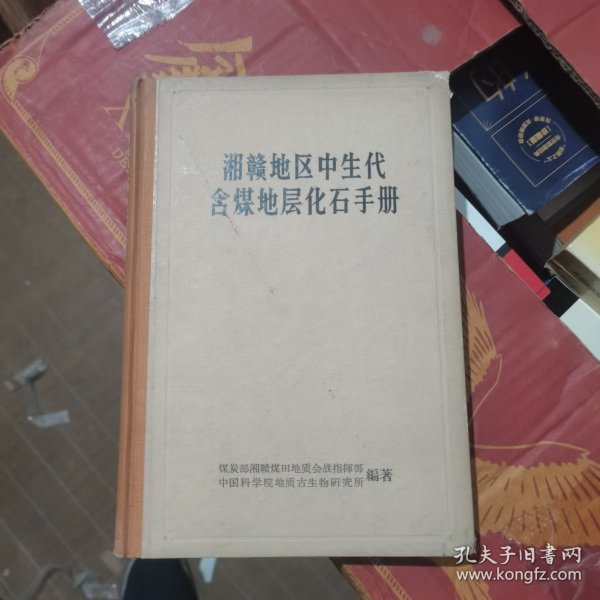 湘赣地区中生代
含煤地层化石手册
煤炭部湘赣煤田地质会战指挥部
中国科学院地质古生物研究所
编著
孔夫子旧书网
www.kongfz.com